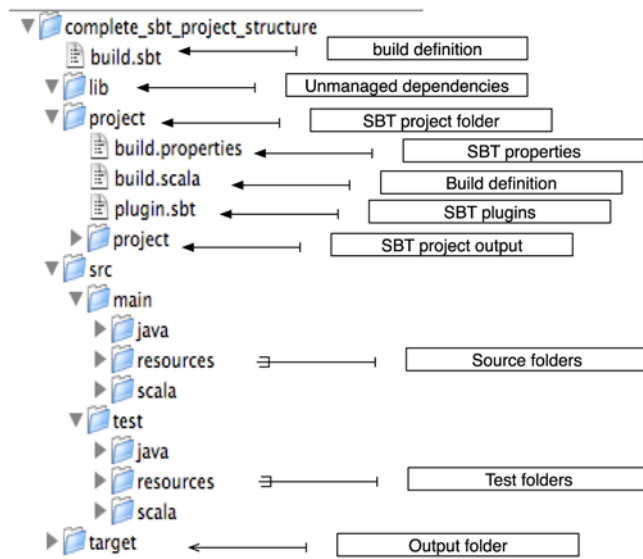 complete_sbt_project_structure
build.sbt build definition
lib Unmanaged dependencies
project SBT project folder
build.properties SBT properties
build.scala Build definition
plugin.sbt SBT plugins
project SBT project output
src
main
java
resources Source folders
scala
test
java
resources Test folders
scala
target Output folder